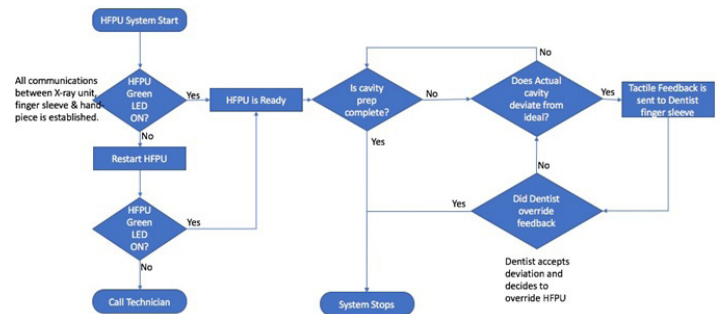 HFPU System Start
All communications
between X-ray unit,
finger sleeve & hand-
piece is established.
HFPU
Green
LED
ON?
Yes
HFPU is Ready
Is cavity
prep
complete?
No
Does Actual
cavity
deviate from
ideal?
No
Yes
Tactile Feedback is
sent to Dentist
finger sleeve
No
Restart HFPU
Yes
No
HFPU
Green
LED
ON?
Yes
Yes
Did Dentist
override
feedback
No
Call Technician
System Stops
Dentist accepts
deviation and
decides to
override HFPU